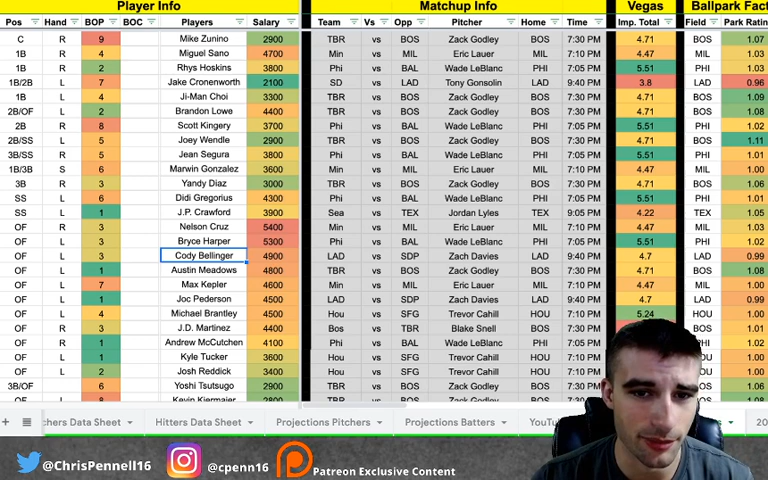 Player Info Matchup Info Vegas Ballpark Fact
Pos Hand BOP BOC Players Salary Team Vs Opp Pitcher Home Time Imp. Total Field Park Rating
C R 9 Mike Zunino 2900 TBR vs BOS Zack Godley BOS 7:30 PM 4.71 BOS 1.07
1B R 4 Miguel Sano 4700 Min vs MIL Eric Lauer MIL 7:10 PM 4.47 MIL 1.03
1B R 2 Rhys Hoskins 3800 Phi vs BAL Wade LeBlanc PHI 7:05 PM 5.51 PHI 1.03
1B/2B L 7 Jake Cronenworth 2100 SD vs LAD Tony Gonsolin LAD 9:40 PM 3.8 LAD 0.96
1B L 4 Ji-Man Choi 3300 TBR vs BOS Zack Godley BOS 7:30 PM 4.71 BOS 1.09
2B/OF L 2 Brandon Lowe 4400 TBR vs BOS Zack Godley BOS 7:30 PM 4.71 BOS 1.08
2B R 8 Scott Kingery 3700 Phi vs BAL Wade LeBlanc PHI 7:05 PM 5.51 PHI 1.02
2B/SS L 5 Joey Wendle 2900 TBR vs BOS Zack Godley BOS 7:30 PM 4.71 BOS 1.11
3B/SS R 5 Jean Segura 3800 Phi vs BAL Wade LeBlanc PHI 7:05 PM 5.51 PHI 1.01
1B/3B S 6 Marwin Gonzalez 3600 Min vs MIL Eric Lauer MIL 7:10 PM 4.47 MIL 1.00
3B R 3 Yandy Diaz 3000 TBR vs BOS Zack Godley BOS 7:30 PM 4.71 BOS 1.06
SS L 6 Didi Gregorius 4300 Phi vs BAL Wade LeBlanc PHI 7:05 PM 5.51 PHI 1.01
SS L 1 J.P. Crawford 3900 Sea vs TEX Jordan Lyles TEX 9:05 PM 4.22 TEX 1.05
OF R 3 Nelson Cruz 5400 Min vs MIL Eric Lauer MIL 7:10 PM 4.47 MIL 1.01
OF L 3 Bryce Harper 5300 Phi vs BAL Wade LeBlanc PHI 7:05 PM 5.51 PHI 1.02
OF L 3 Cody Bellinger 4900 LAD vs SDP Zach Davies LAD 9:40 PM 4.7 LAD 0.99
OF L 1 Austin Meadows 4800 TBR vs BOS Zack Godley BOS 7:30 PM 4.71 BOS 1.08
OF L 7 Max Kepler 4600 Min vs MIL Eric Lauer MIL 7:10 PM 4.47 MIL 1.00
OF L 1 Joc Pederson 4500 LAD vs SDP Zach Davies LAD 9:40 PM 4.7 LAD 0.99
OF L 4 Michael Brantley 4500 Hou vs SFG Trevor Cahill HOU 7:10 PM 5.24 HOU 1.00
OF R 3 J.D. Martinez 4400 Bos vs TBR Blake Snell BOS 7:30 PM BOS 1.01
OF R 1 Andrew McCutchen 4100 Phi vs BAL Wade LeBlanc PHI 7:05 PM PHI 1.02
OF L 1 Kyle Tucker 3600 Hou vs SFG Trevor Cahill HOU 7:10 PM 1.00
OF L 2 Josh Reddick 3400 Hou vs SFG Trevor Cahill HOU 7:10 PM 1.00
3B/OF L 6 Yoshi Tsutsugo 2900 TBR vs BOS Zack Godley BOS 7:30 PM 1.06
OF L 8 Kevin Kiermaier 2800 TBR vs BOS Zack Godley BOS 1.08
+ chers Data Sheet Hitters Data Sheet Projections Pitchers Projections Batters YouTu 20
@ChrisPennell16 @cpenn16 Patreon Exclusive Content